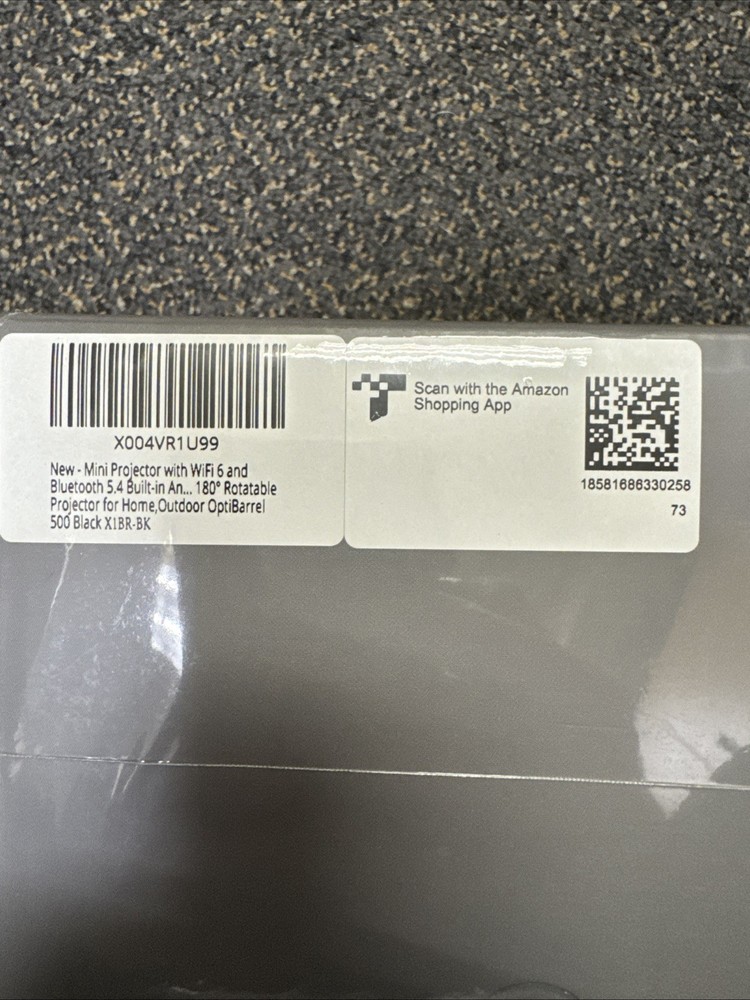 X004VR1U99
New - Mini Projector with WiFi 6 and
Bluetooth 5.4 Built-in An... 180° Rotatable
Projector for Home,Outdoor OptiBarrel
500 Black X1BR-BK
Scan with the Amazon
Shopping App
18581686330258
73